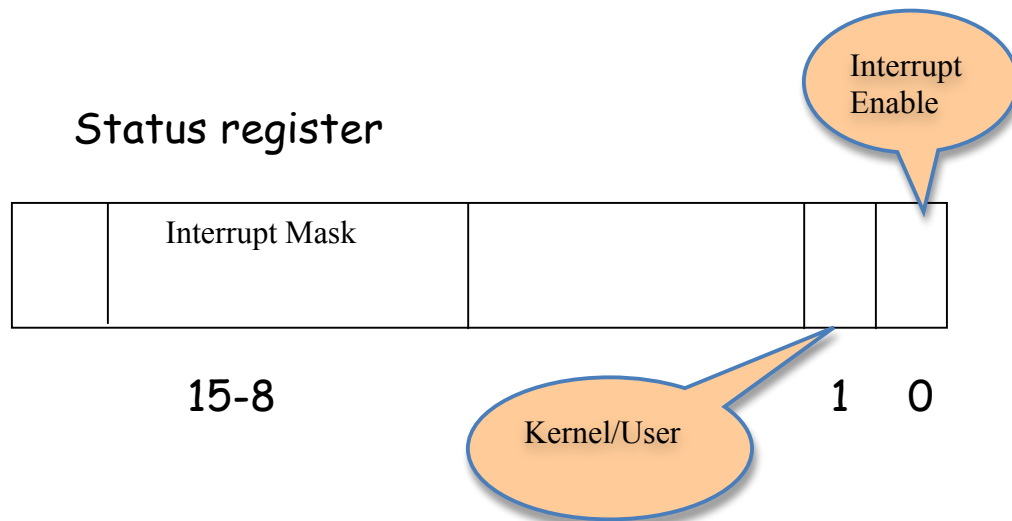 Interrupt
Enable
Status register
Interrupt Mask
15-8
1
0
Kernel/User